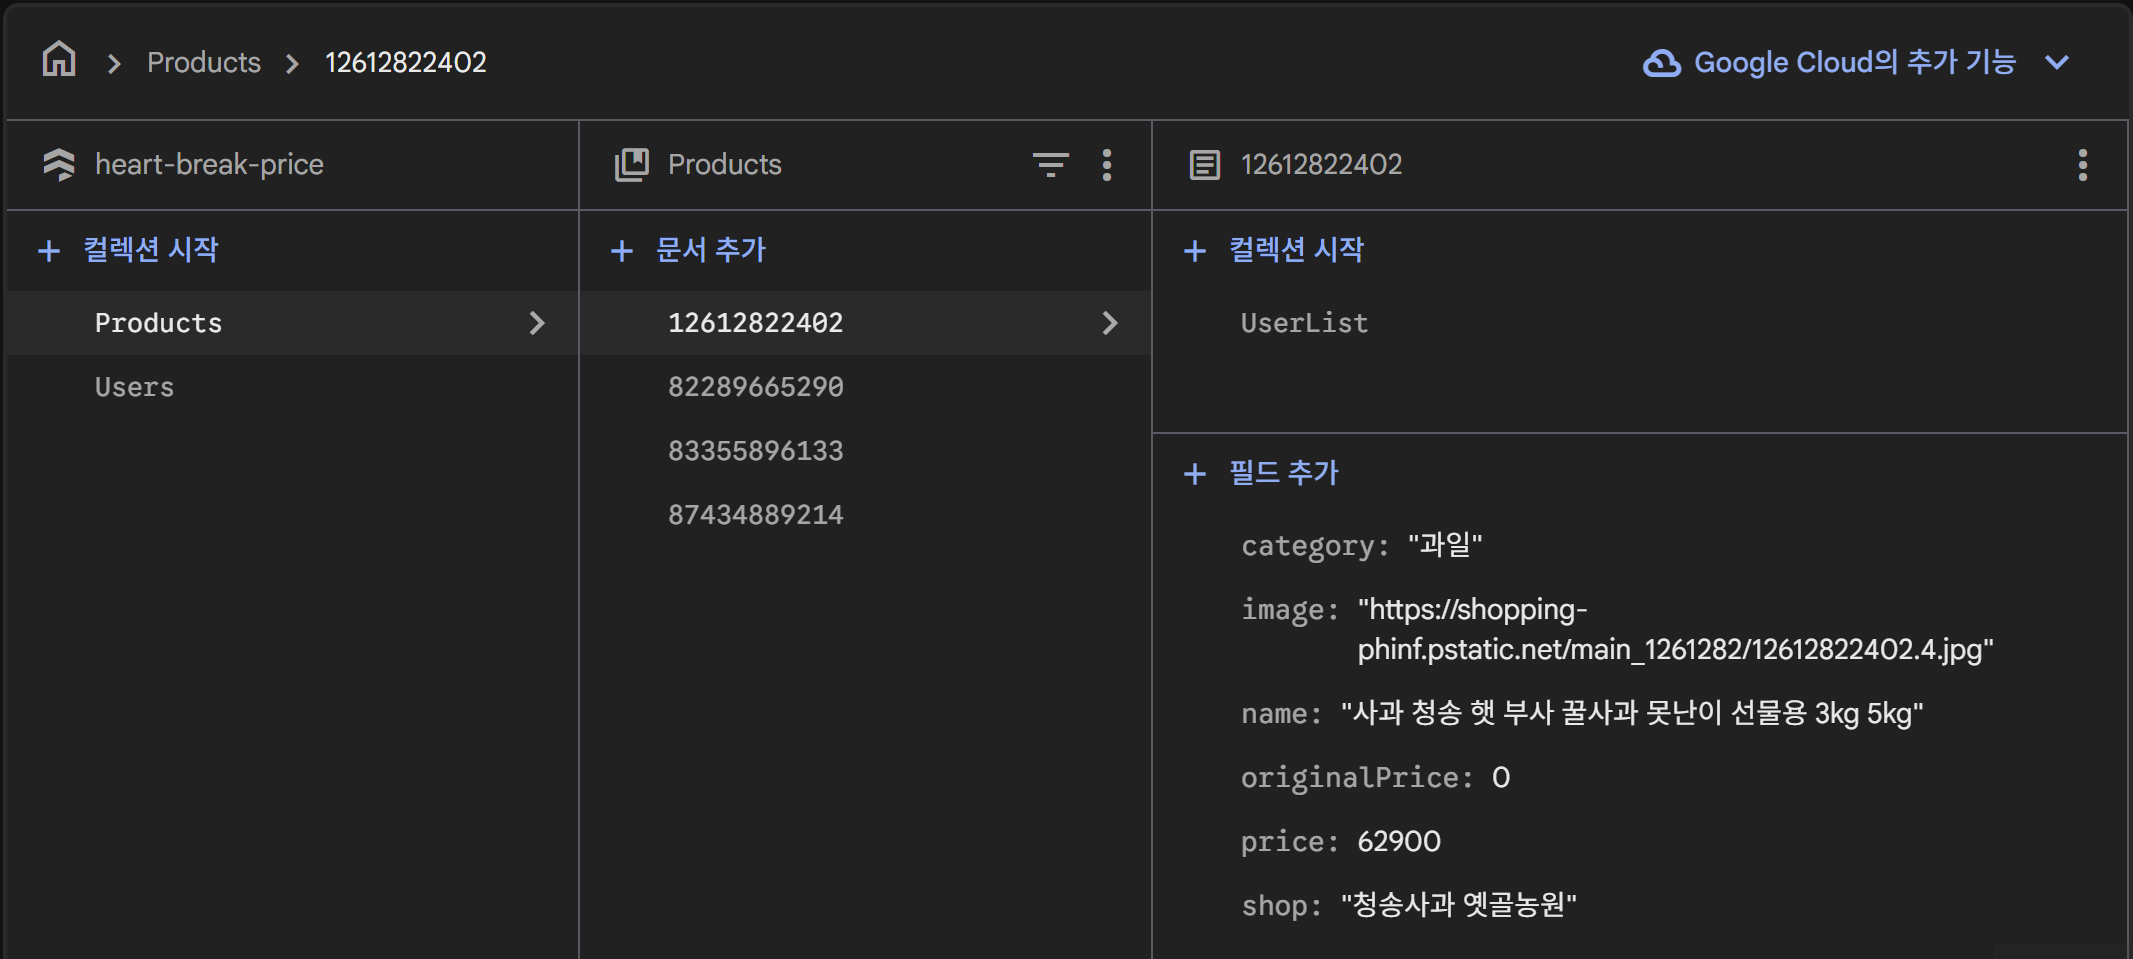 Products
12612822402
Google Cloud의 추가 기능
heart-break-price
컬렉션 시작
Products
Users
Products
문서 추가
12612822402
82289665290
83355896133
87434889214
12612822402
컬렉션 시작
UserList
필드 추가
category: "과일"
image: "https://shopping-
phinf.pstatic.net/main_1261282/12612822402.4.jpg"
name: "사과 청송 햇 부사 꿀사과 못난이 선물용 3kg 5kg"
originalPrice: 0
price: 62900
shop: "청송사과 옛골농원"